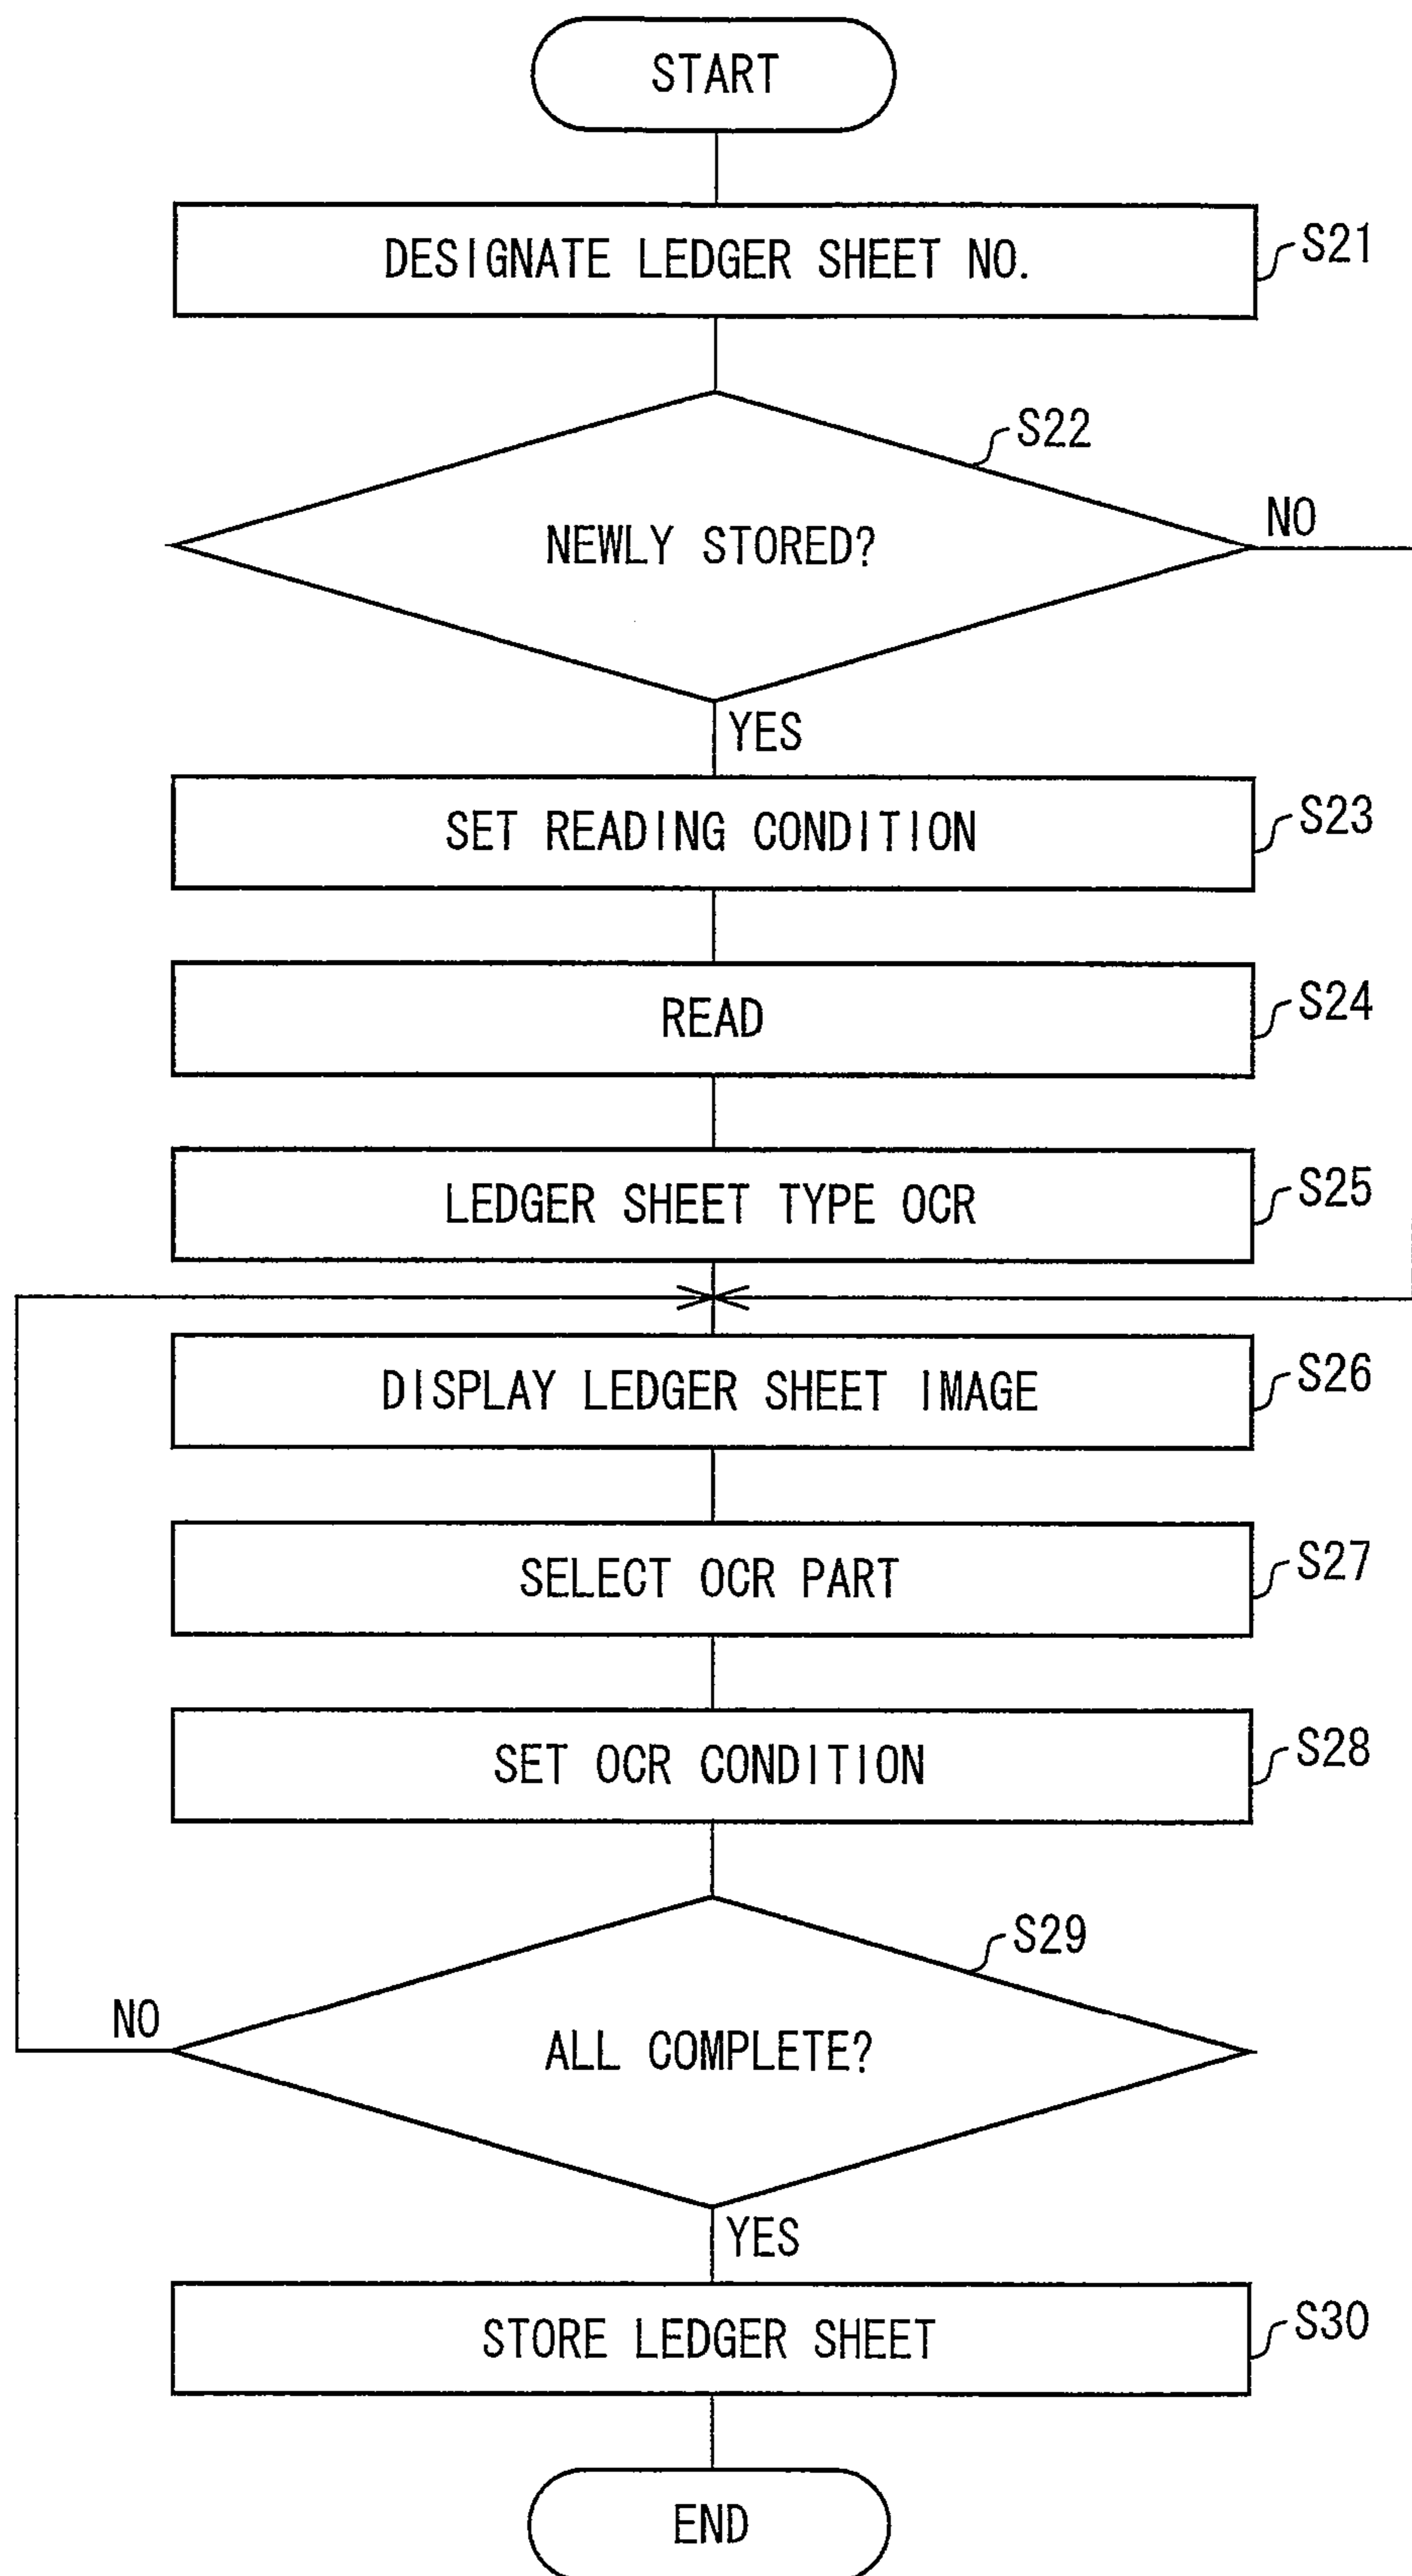 START
DESIGNATE LEDGER SHEET NO.
S21
S22
NEWLY STORED?
NO
YES
SET READING CONDITION
S23
READ
S24
LEDGER SHEET TYPE OCR
S25
DISPLAY LEDGER SHEET IMAGE
S26
SELECT OCR PART
S27
SET OCR CONDITION
S28
S29
NO
ALL COMPLETE?
YES
STORE LEDGER SHEET
S30
END